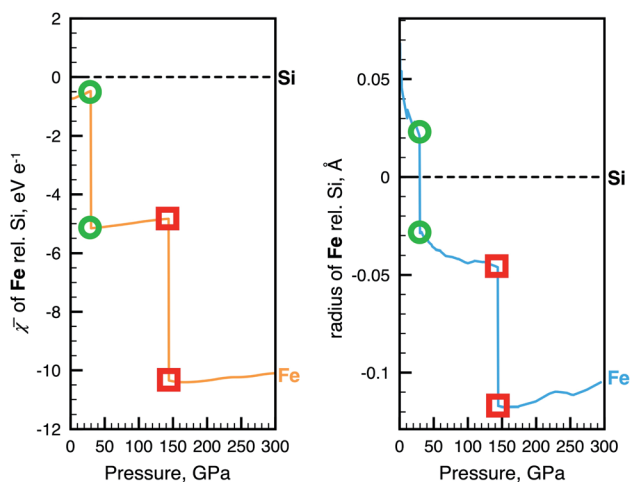 2
0
-2
-4
-6
-8
-10
-12
χ̄ of Fe rel. Si, eV e⁻¹
Si
Fe
0 50 100 150 200 250 300
Pressure, GPa
0.05
0
-0.05
-0.1
radius of Fe rel. Si, Å
Si
Fe
0 50 100 150 200 250 300
Pressure, GPa